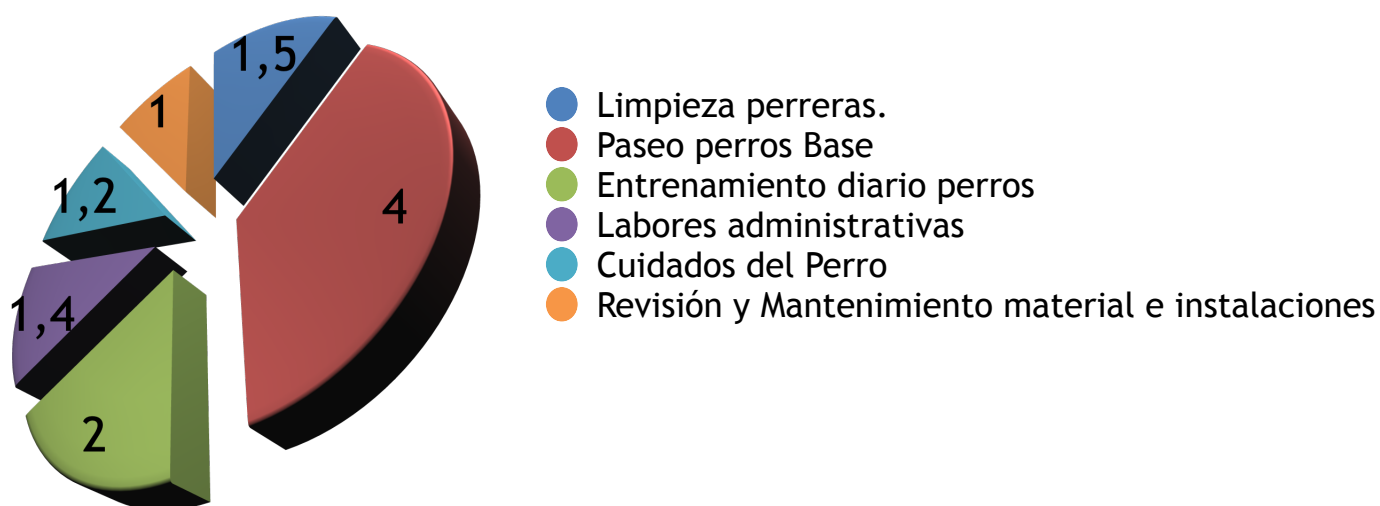 1,5
4
2
1,4
1,2
1
Limpieza perreras.
Paseo perros Base
Entrenamiento diario perros
Labores administrativas
Cuidados del Perro
Revisión y Mantenimiento material e instalaciones